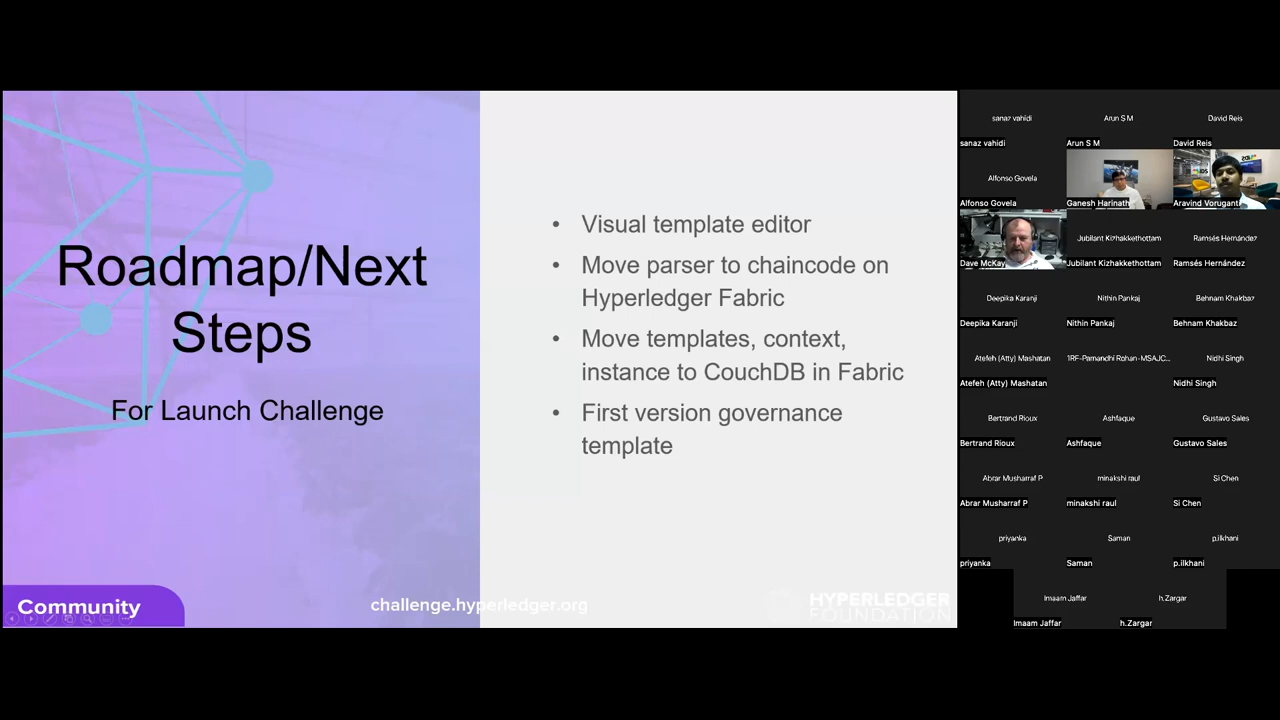 Roadmap/Next
Steps
For Launch Challenge
• Visual template editor
• Move parser to chaincode on
Hyperledger Fabric
• Move templates, context,
instance to CouchDB in Fabric
• First version governance
template
Community
challenge.hyperledger.org
HYPERLEDGER
FOUNDATION
sanaz vahidi
sanaz vahidi
Arun S M
Arun S M
David Reis
David Reis
Alfonso Govela
Alfonso Govela
Ganesh Harinath
Aravind Voruganti
Dave McKay
Jubilant Kizhakkethottam
Jubilant Kizhakkethottam
Ramsés Hernández
Ramsés Hernández
Deepika Karanji
Deepika Karanji
Nithin Pankaj
Nithin Pankaj
Behnam Khakbaz
Behnam Khakbaz
Atefeh (Atty) Mashatan
Atefeh (Atty) Mashatan
1RF-Pamandhi Rohan-MSAJC...
Nidhi Singh
Nidhi Singh
Bertrand Rioux
Bertrand Rioux
Ashfaque
Ashfaque
Gustavo Sales
Gustavo Sales
Abrar Musharraf P
Abrar Musharraf P
minakshi raul
minakshi raul
Si Chen
Si Chen
priyanka
priyanka
Saman
Saman
p.ilkhani
p.ilkhani
Imaam Jaffar
Imaam Jaffar
h.Zargar
h.Zargar